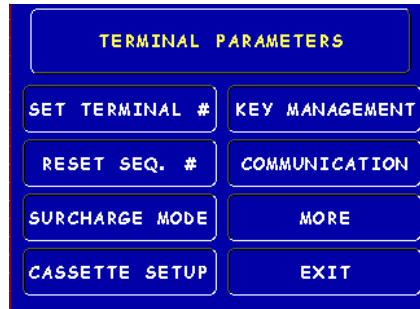 TERMINAL PARAMETERS
SET TERMINAL #
KEY MANAGEMENT
RESET SEQ. #
COMMUNICATION
SURCHARGE MODE
MORE
CASSETTE SETUP
EXIT